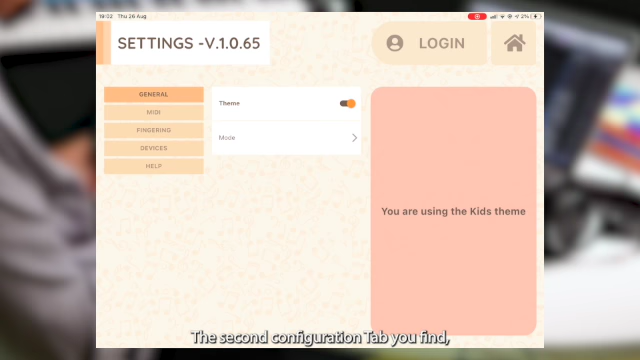 19:02 Thu 26 Aug
2%
SETTINGS -V.1.0.65
LOGIN
GENERAL
MIDI
FINGERING
DEVICES
HELP
Theme
Mode
You are using the Kids theme
The second configuration Tab you find,